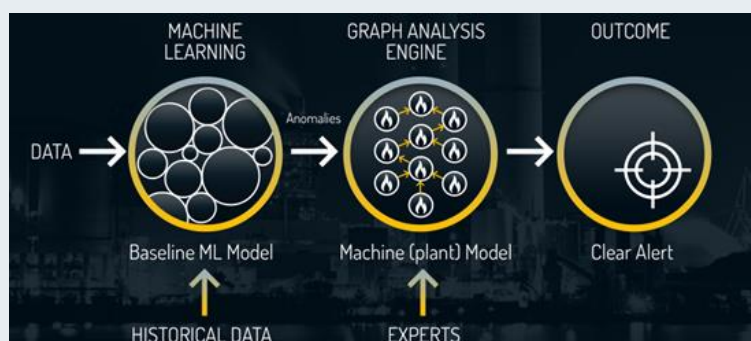 MACHINE
LEARNING
GRAPH ANALYSIS
ENGINE
OUTCOME
DATA
Anomalies
Baseline ML Model
Machine (plant) Model
Clear Alert
HISTORICAL DATA
EXPERTS